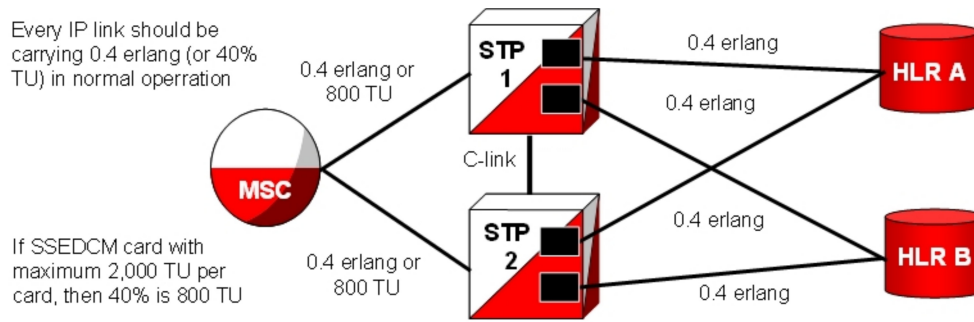 Every IP link should be
carrying 0.4 erlang (or 40%
TU) in normal operration
0.4 erlang or
800 TU
STP
1
0.4 erlang
HLR A
0.4 erlang
MSC
C-link
If SSEDCM card with
maximum 2,000 TU per
card, then 40% is 800 TU
0.4 erlang or
800 TU
STP
2
0.4 erlang
HLR B
0.4 erlang